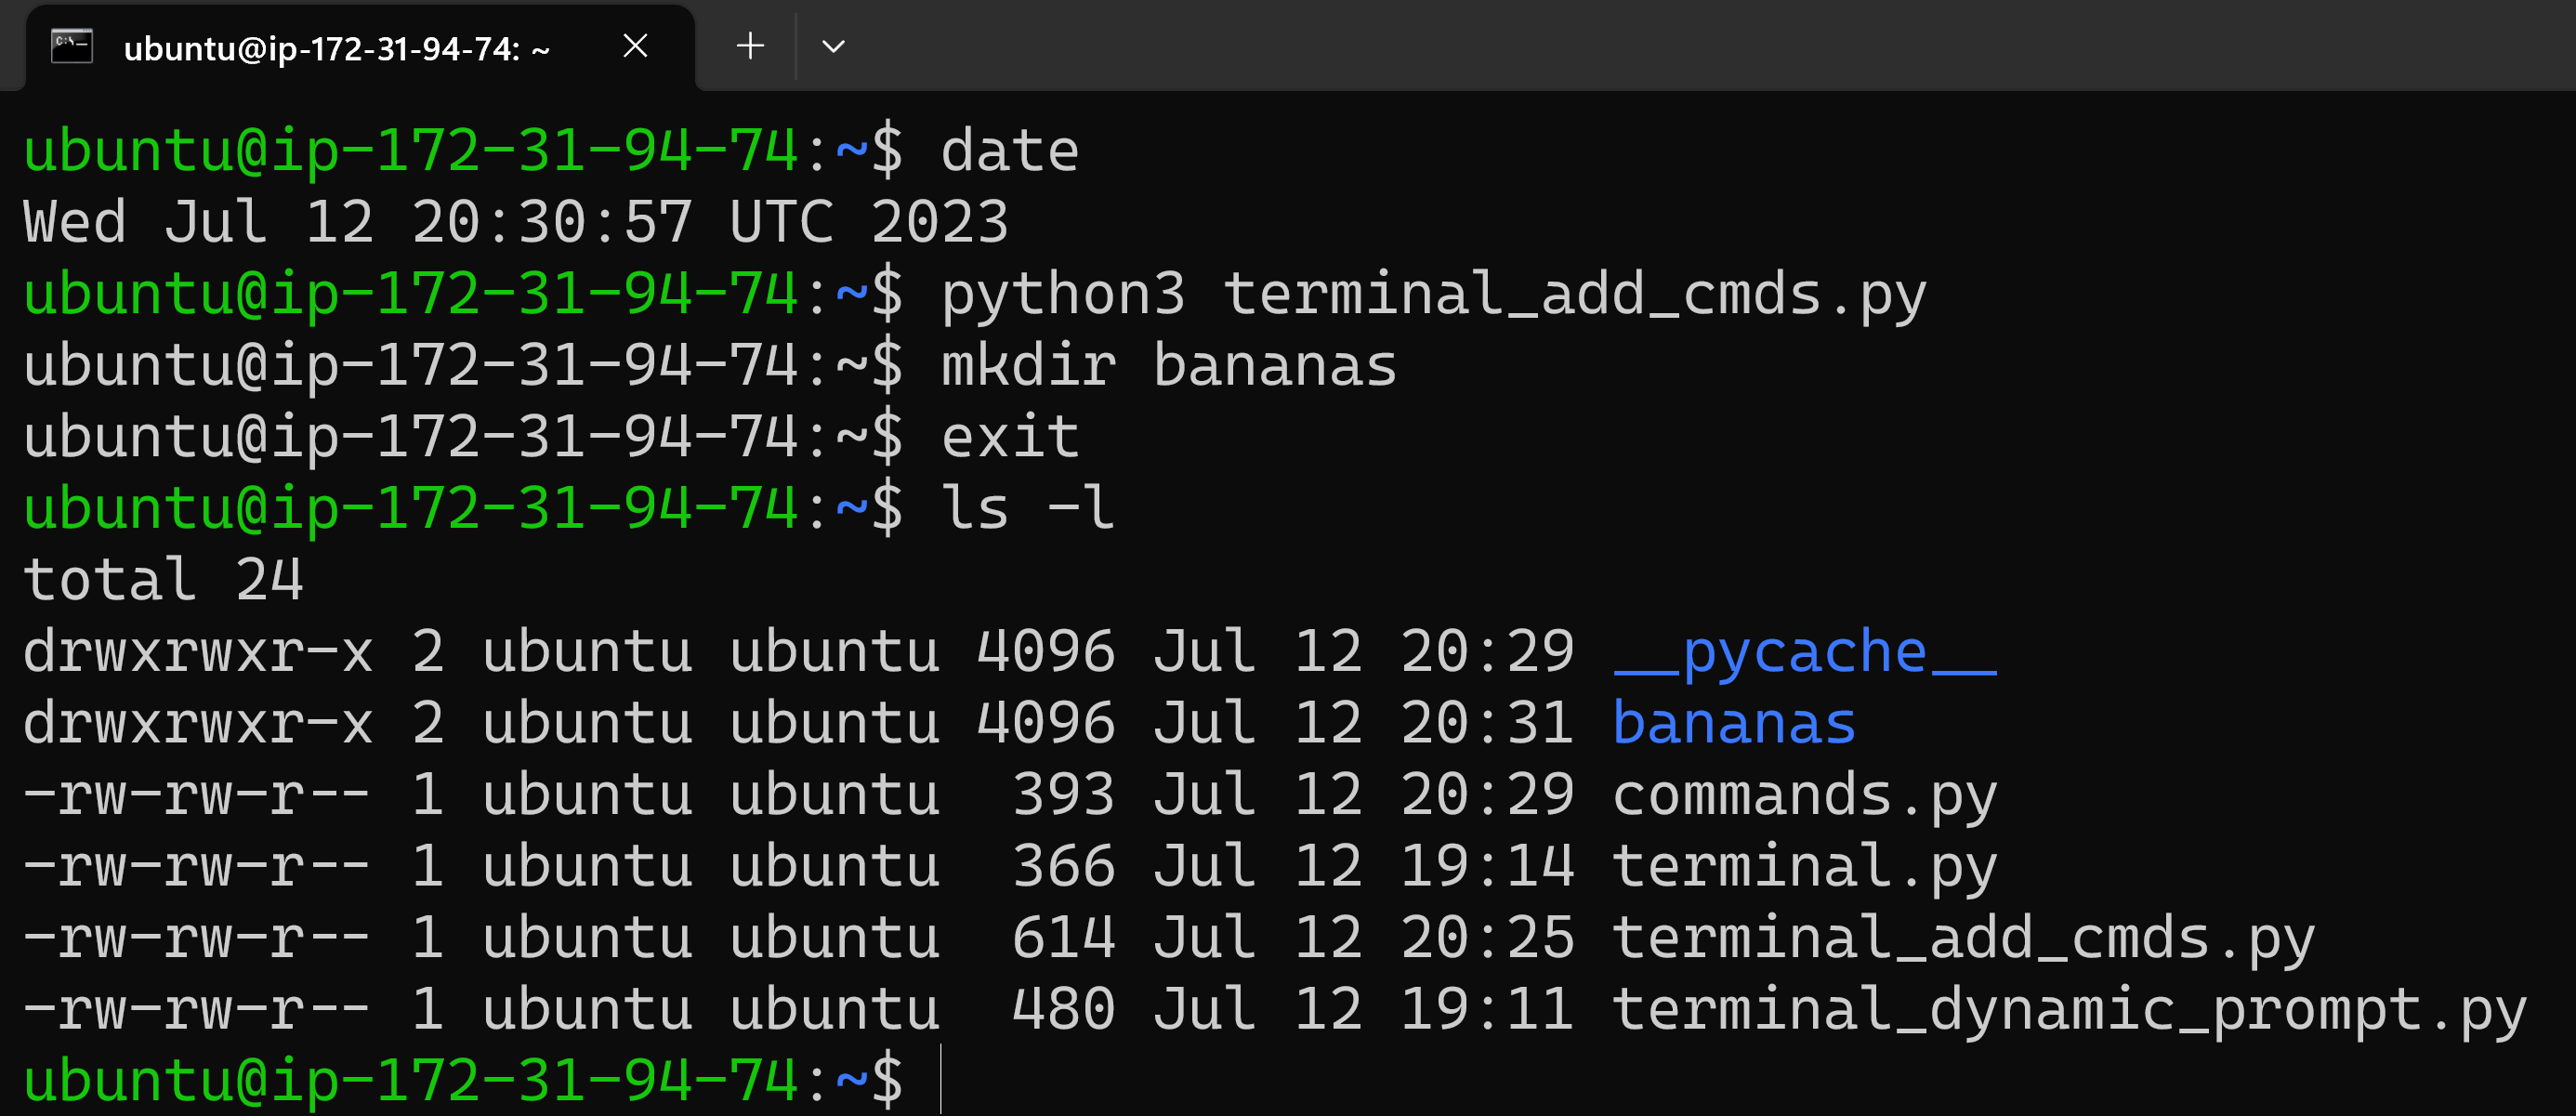 ubuntu@ip-172-31-94-74: ~
ubuntu@ip-172-31-94-74:~$ date
Wed Jul 12 20:30:57 UTC 2023
ubuntu@ip-172-31-94-74:~$ python3 terminal_add_cmds.py
ubuntu@ip-172-31-94-74:~$ mkdir bananas
ubuntu@ip-172-31-94-74:~$ exit
ubuntu@ip-172-31-94-74:~$ ls -l
total 24
drwxrwxr-x 2 ubuntu ubuntu 4096 Jul 12 20:29 __pycache__
drwxrwxr-x 2 ubuntu ubuntu 4096 Jul 12 20:31 bananas
-rw-rw-r-- 1 ubuntu ubuntu  393 Jul 12 20:29 commands.py
-rw-rw-r-- 1 ubuntu ubuntu  366 Jul 12 19:14 terminal.py
-rw-rw-r-- 1 ubuntu ubuntu  614 Jul 12 20:25 terminal_add_cmds.py
-rw-rw-r-- 1 ubuntu ubuntu  480 Jul 12 19:11 terminal_dynamic_prompt.py
ubuntu@ip-172-31-94-74:~$